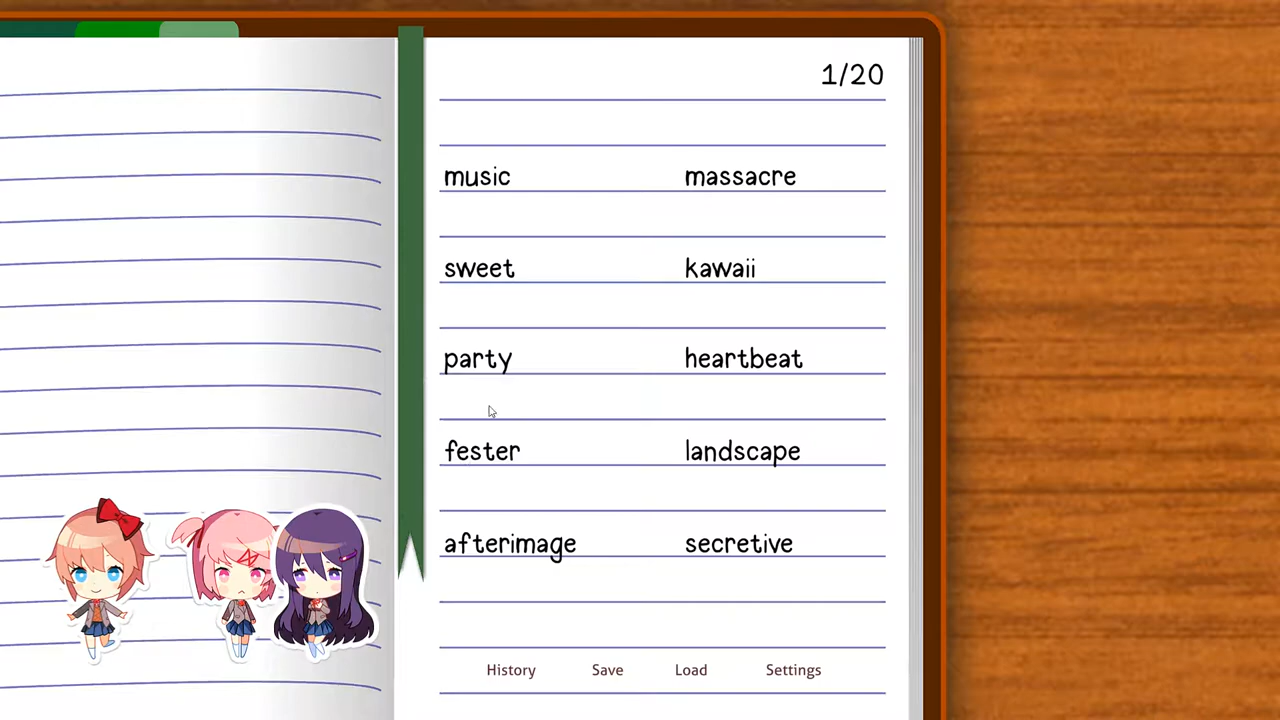 1/20
music massacre
sweet kawaii
party heartbeat
fester landscape
afterimage secretive
History Save Load Settings